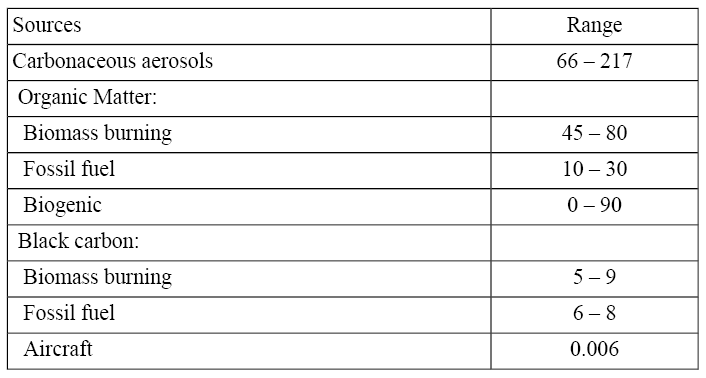 Sources Range
Carbonaceous aerosols 66 – 217
Organic Matter:
Biomass burning 45 – 80
Fossil fuel 10 – 30
Biogenic 0 – 90
Black carbon:
Biomass burning 5 – 9
Fossil fuel 6 – 8
Aircraft 0.006